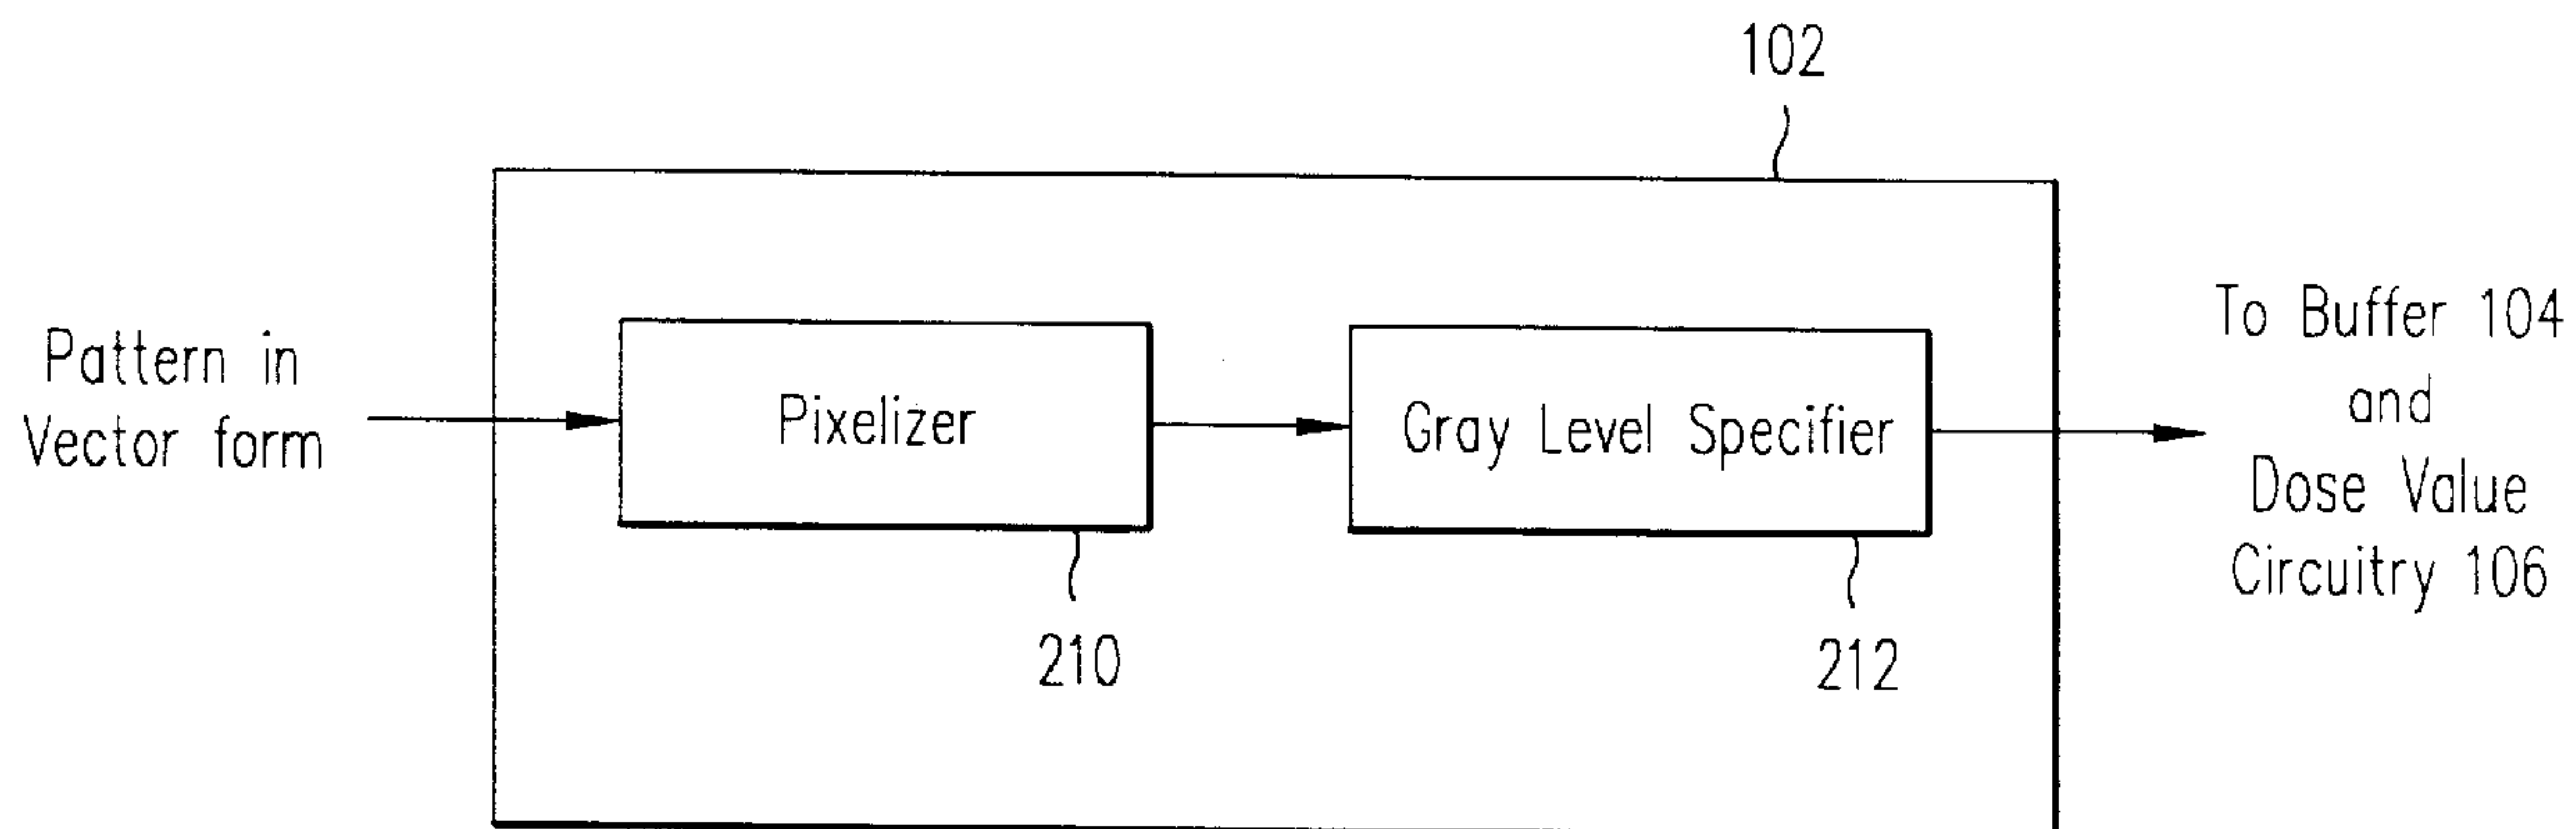 102
Pattern in
Vector form
Pixelizer
Gray Level Specifier
To Buffer 104
and
Dose Value
Circuitry 106
210
212